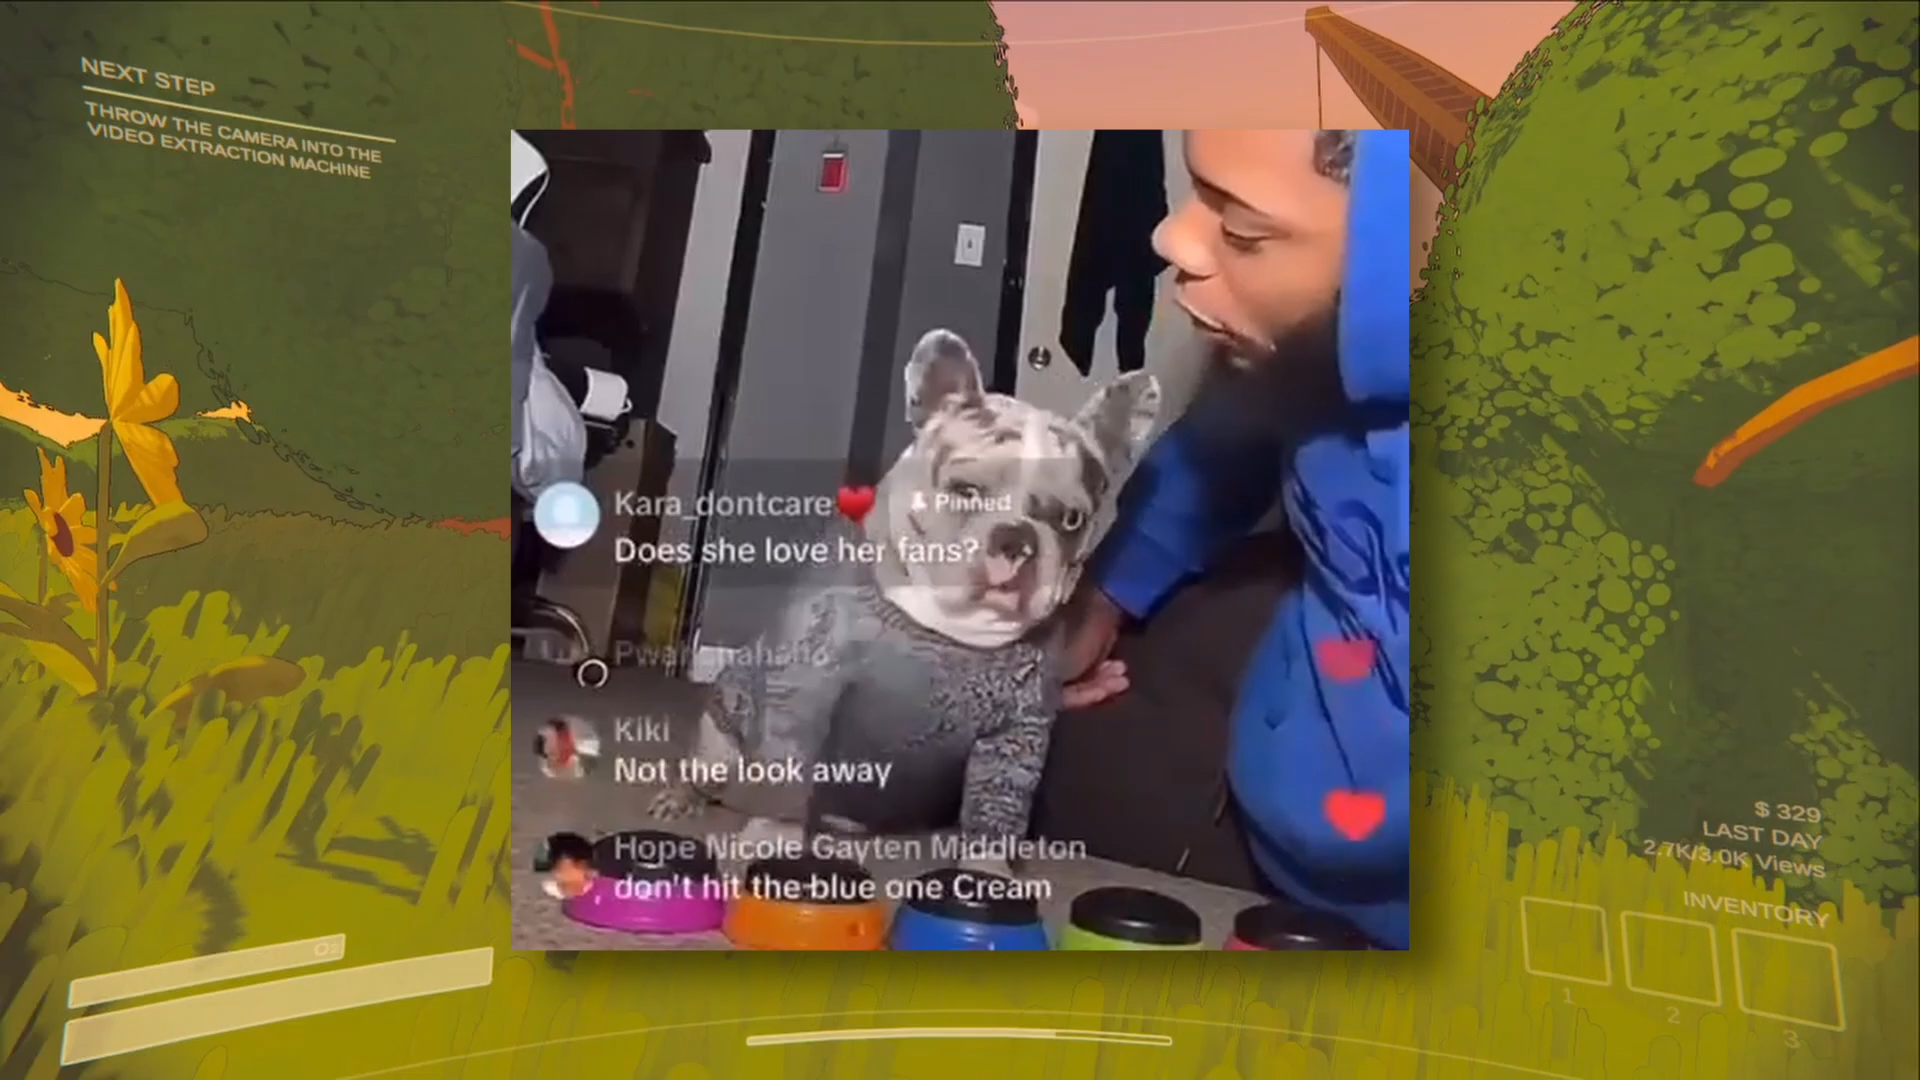 NEXT STEP
THROW THE CAMERA INTO THE
VIDEO EXTRACTION MACHINE
Kara_dontcare❤️ Pinned
Does she love her fans?
Kiki
Not the look away
Hope Nicole Gayten Middleton
don't hit the blue one Cream
$ 329
LAST DAY
2.7K/3.0K Views
INVENTORY
1
2
3